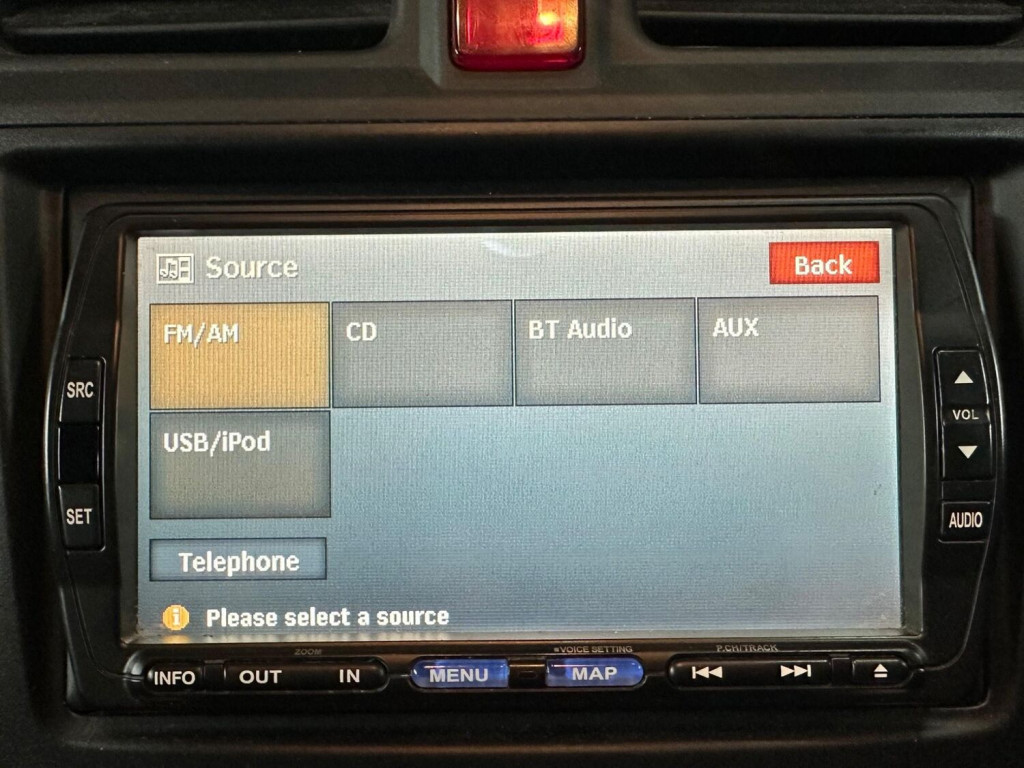 Source
Back
FM/AM
CD
BT Audio
AUX
USB/iPod
Telephone
i Please select a source
SRC
SET
VOL
AUDIO
ZOOM
■VOICE SETTING
P.CH/TRACK
INFO
OUT
IN
MENU
MAP